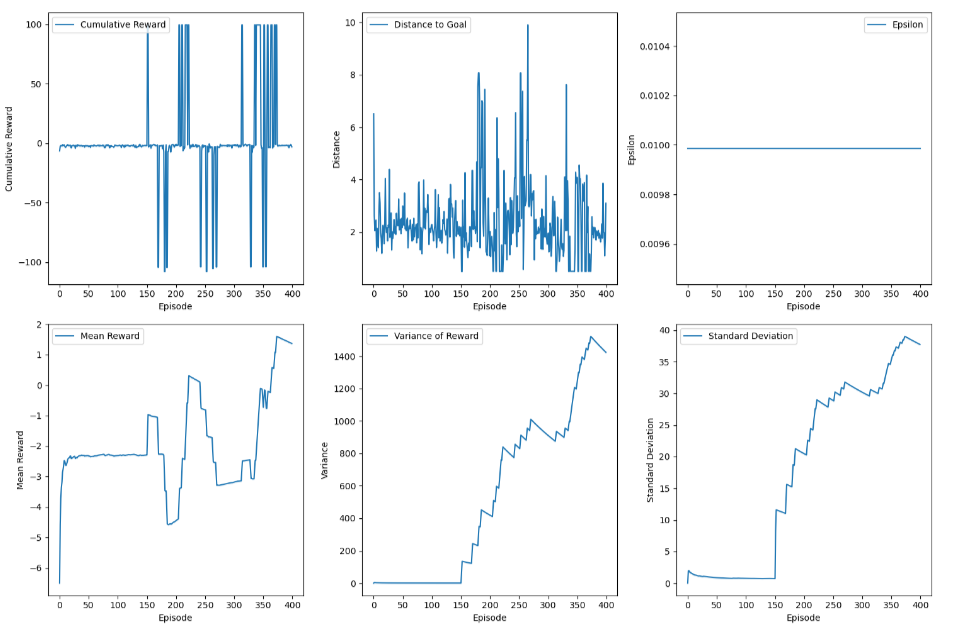 Cumulative Reward
Cumulative Reward
100
50
0
−50
−100
0 50 100 150 200 250 300 350 400
Episode
Distance to Goal
Distance
10
8
6
4
2
0 50 100 150 200 250 300 350 400
Episode
Epsilon
Epsilon
0.0104
0.0102
0.0100
0.0098
0.0096
0 50 100 150 200 250 300 350 400
Episode
Mean Reward
Mean Reward
2
1
0
−1
−2
−3
−4
−5
−6
0 50 100 150 200 250 300 350 400
Episode
Variance of Reward
Variance
1400
1200
1000
800
600
400
200
0
0 50 100 150 200 250 300 350 400
Episode
Standard Deviation
Standard Deviation
40
35
30
25
20
15
10
5
0
0 50 100 150 200 250 300 350 400
Episode